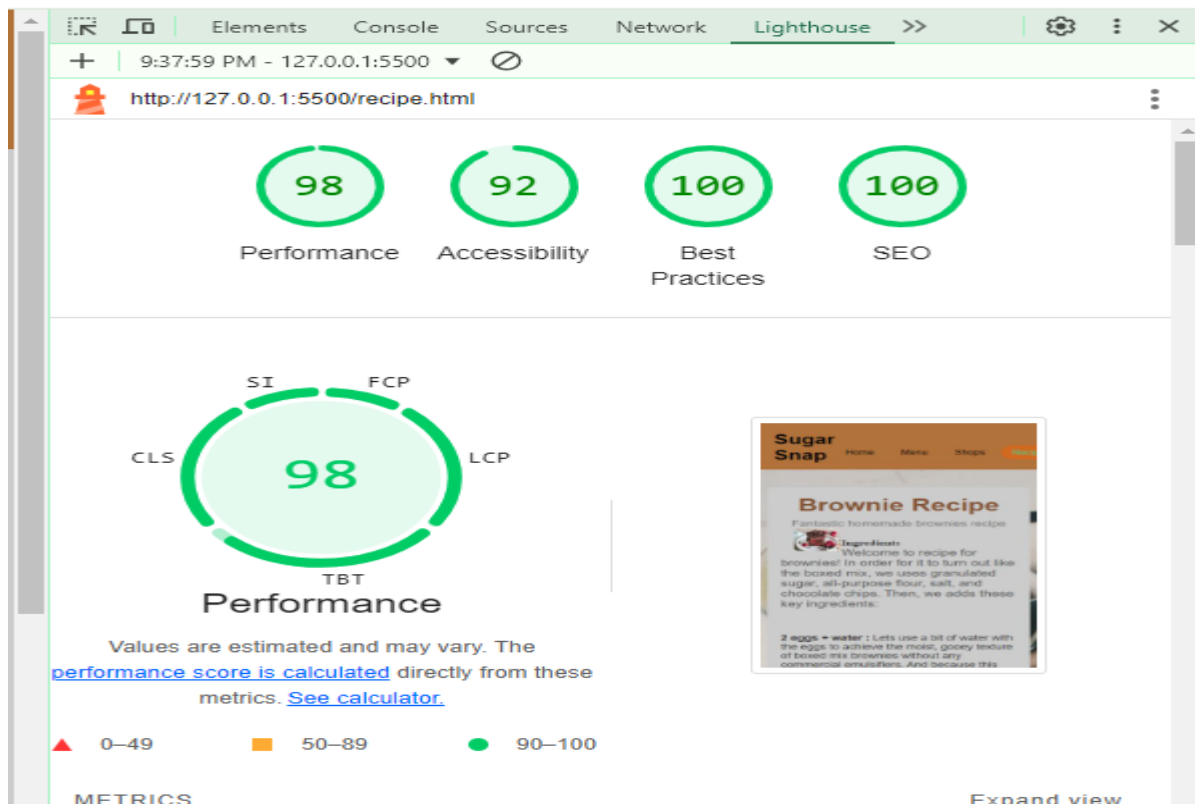 Elements Console Sources Network Lighthouse >>
9:37:59 PM - 127.0.0.1:5500
http://127.0.0.1:5500/recipe.html
98 92 100 100
Performance Accessibility Best Practices SEO
SI FCP
CLS LCP
98
TBT
Performance
Values are estimated and may vary. The
performance score is calculated directly from these
metrics. See calculator.
0–49 50–89 90–100
METRICS Expand view
Sugar
Snap Home Menu Shops
Brownie Recipe
Fantastic homemade brownies recipe
Ingredients
Welcome to recipe for
brownies! In order for it to turn out like
the boxed mix, we uses granulated
sugar, all-purpose flour, salt, and
chocolate chips. Then, we adds these
key ingredients:
2 eggs + water : Lets use a bit of water with
the eggs to achieve the moist, gooey texture
of boxed mix brownies without any
commercial emulsifiers. And because this